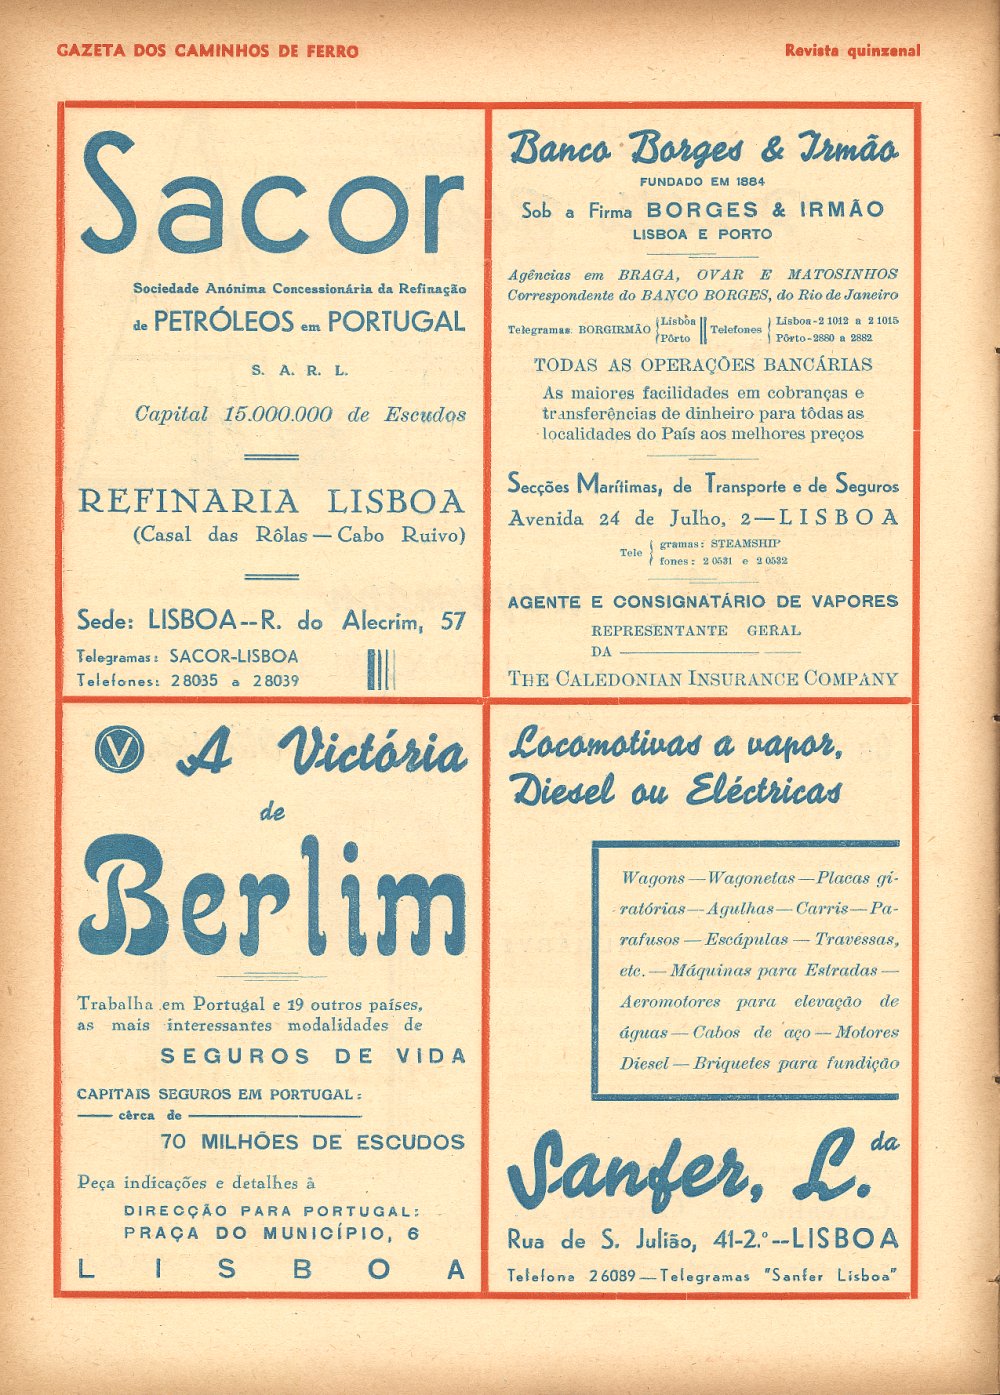 GAZETA DOS CAMINHOS DE FERRO
Revista quinzenal
Sacor
Sociedade Anónima Concessionária da Refinação
de PETRÓLEOS em PORTUGAL
S. A. R. L.
Capital 15.000.000 de Escudos
REFINARIA LISBOA
(Casal das Rôlas — Cabo Ruivo)
Sede: LISBOA--R. do Alecrim, 57
Telegramas: SACOR-LISBOA
Telefones: 2 8035 a 2 8039
Banco Borges & Irmão
FUNDADO EM 1884
Sob a Firma BORGES & IRMÃO
LISBOA E PORTO
Agências em BRAGA, OVAR E MATOSINHOS
Correspondente do BANCO BORGES, do Rio de Janeiro
Telegramas: BORGIRMÃO { Lisboa || Telefones { Lisboa-2 1012 a 2 1015
Pôrto || Pôrto-2880 a 2882
TODAS AS OPERAÇÕES BANCÁRIAS
As maiores facilidades em cobranças e
transferências de dinheiro para tôdas as
localidades do País aos melhores preços
Secções Marítimas, de Transporte e de Seguros
Avenida 24 de Julho, 2 — LISBOA
Tele { gramas: STEAMSHIP
fones: 2 0531 e 2 0532
AGENTE E CONSIGNATÁRIO DE VAPORES
REPRESENTANTE GERAL
DA
THE CALEDONIAN INSURANCE COMPANY
V
A Victória
de
Berlim
Trabalha em Portugal e 19 outros países,
as mais interessantes modalidades de
SEGUROS DE VIDA
CAPITAIS SEGUROS EM PORTUGAL:
cêrca de
70 MILHÕES DE ESCUDOS
Peça indicações e detalhes à
DIRECÇÃO PARA PORTUGAL:
PRAÇA DO MUNICÍPIO, 6
LISBOA
Locomotivas a vapor,
Diesel ou Eléctricas
Wagons — Wagonetas — Placas gi-
ratórias — Agulhas — Carris — Pa-
rafusos — Escápulas — Travessas,
etc. — Máquinas para Estradas —
Aeromotores para elevação de
águas — Cabos de aço — Motores
Diesel — Briquetes para fundição
Sanfer, L.da
Rua de S. Julião, 41-2.º--LISBOA
Telefone 2 6089 — Telegramas "Sanfer Lisboa"